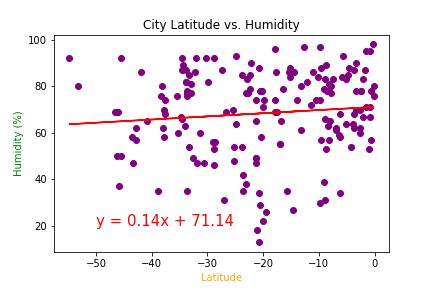 City Latitude vs. Humidity
Humidity (%)
100
80
60
40
20
y = 0.14x + 71.14
−50 −40 −30 −20 −10 0
Latitude